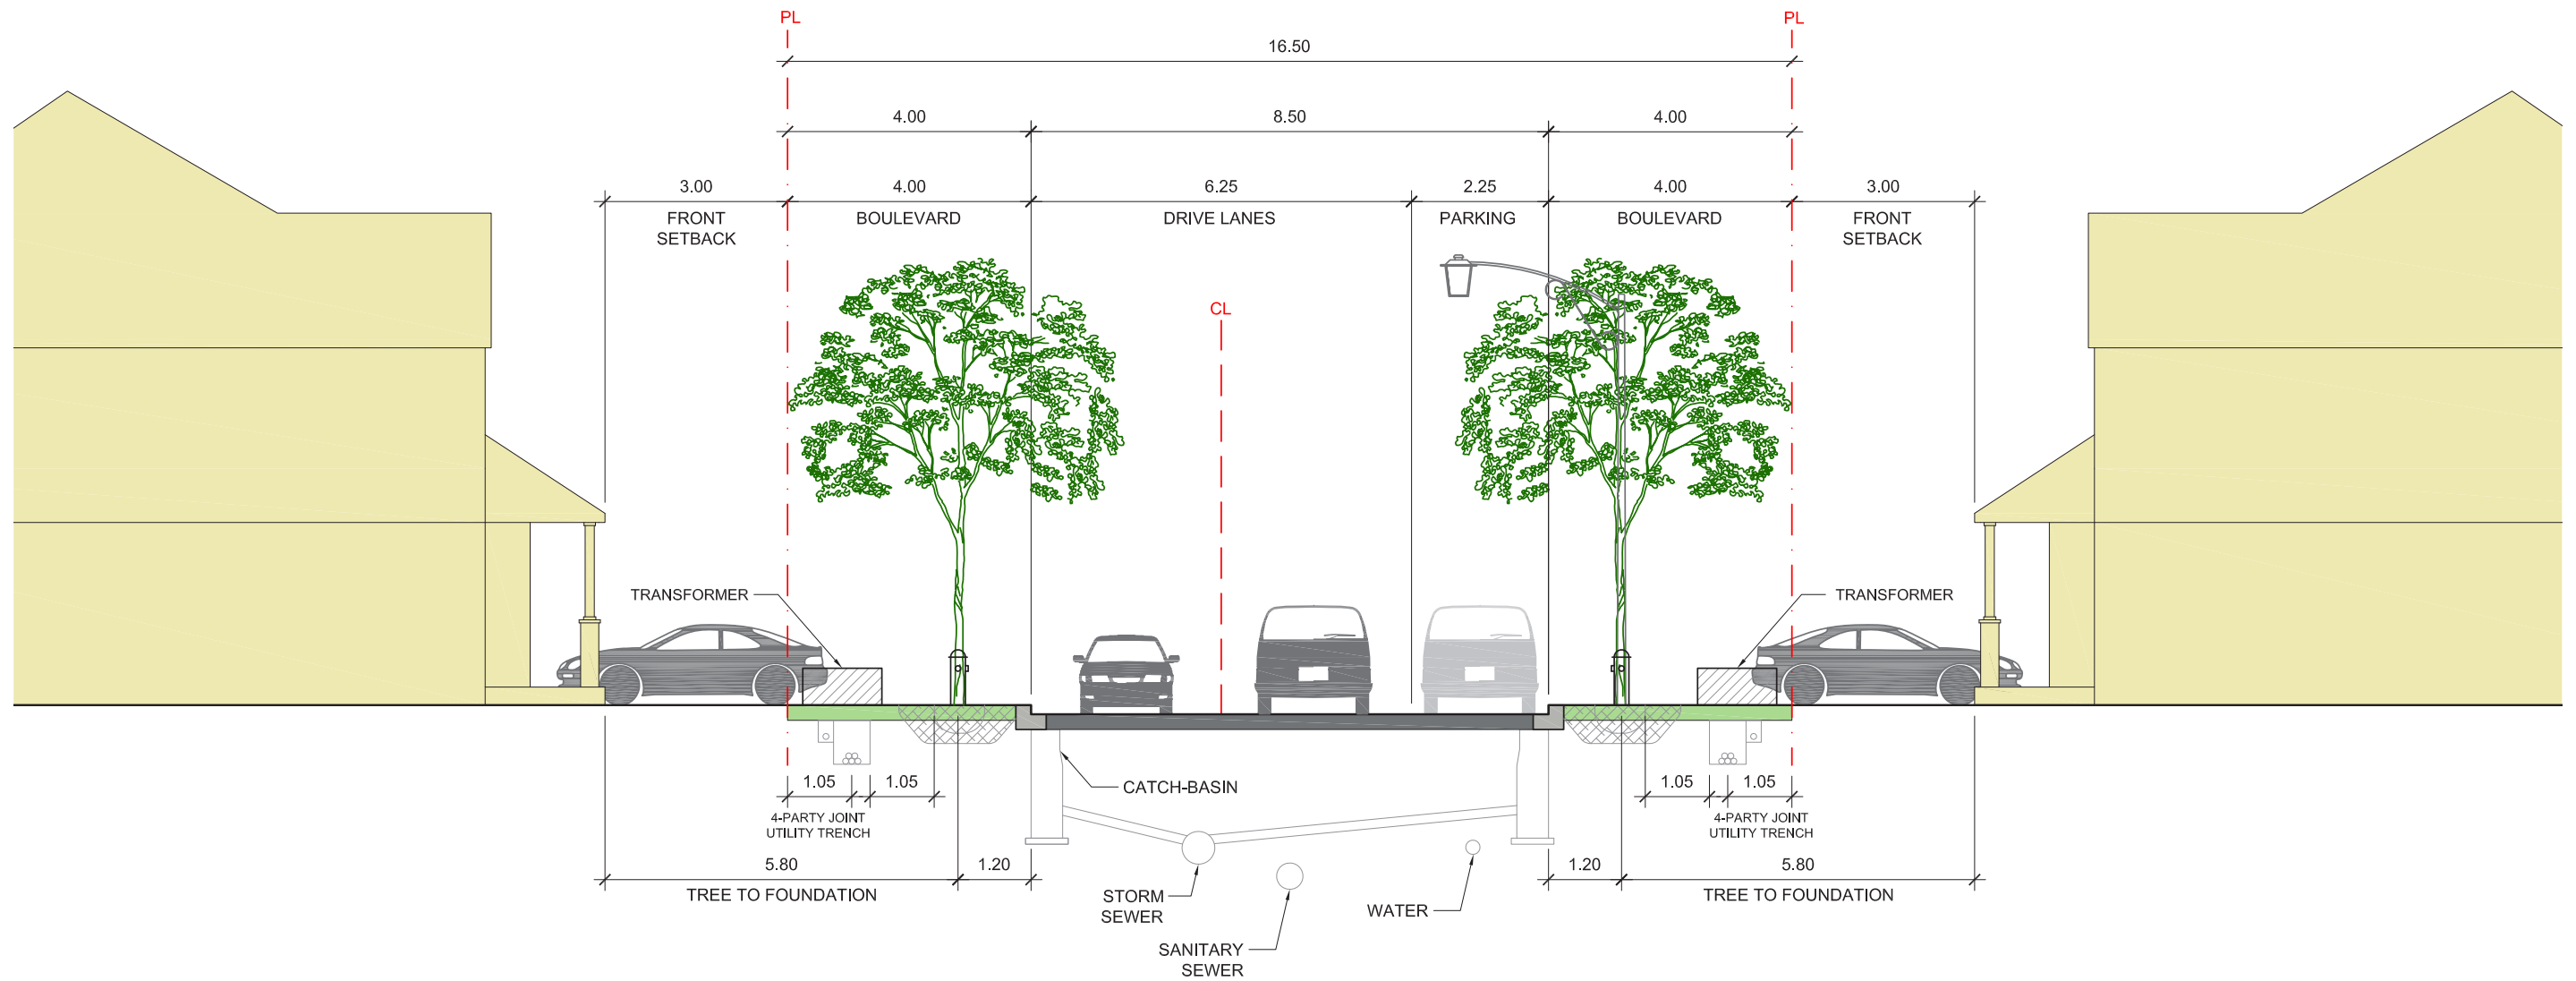 PL
PL
16.50
4.00
8.50
4.00
3.00
4.00
6.25
2.25
4.00
3.00
FRONT
SETBACK
BOULEVARD
DRIVE LANES
PARKING
BOULEVARD
FRONT
SETBACK
CL
TRANSFORMER
TRANSFORMER
1.05
1.05
CATCH-BASIN
1.05
1.05
4-PARTY JOINT
UTILITY TRENCH
4-PARTY JOINT
UTILITY TRENCH
5.80
1.20
1.20
5.80
TREE TO FOUNDATION
STORM
SEWER
WATER
TREE TO FOUNDATION
SANITARY
SEWER